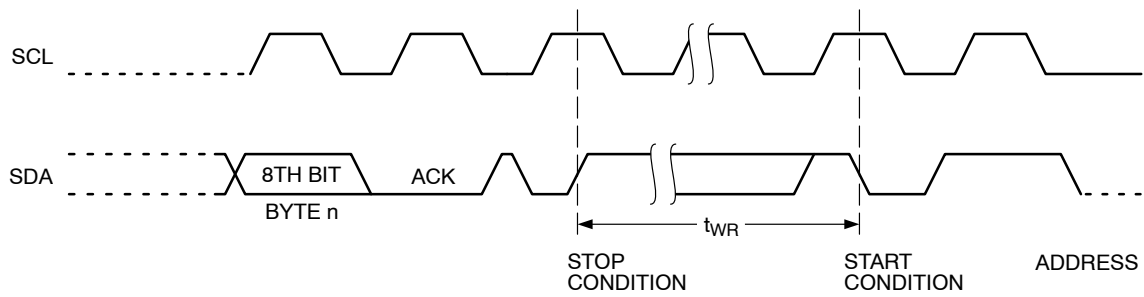 SCL
SDA
8TH BIT
ACK
BYTE n
tWR
STOP
CONDITION
START
CONDITION
ADDRESS